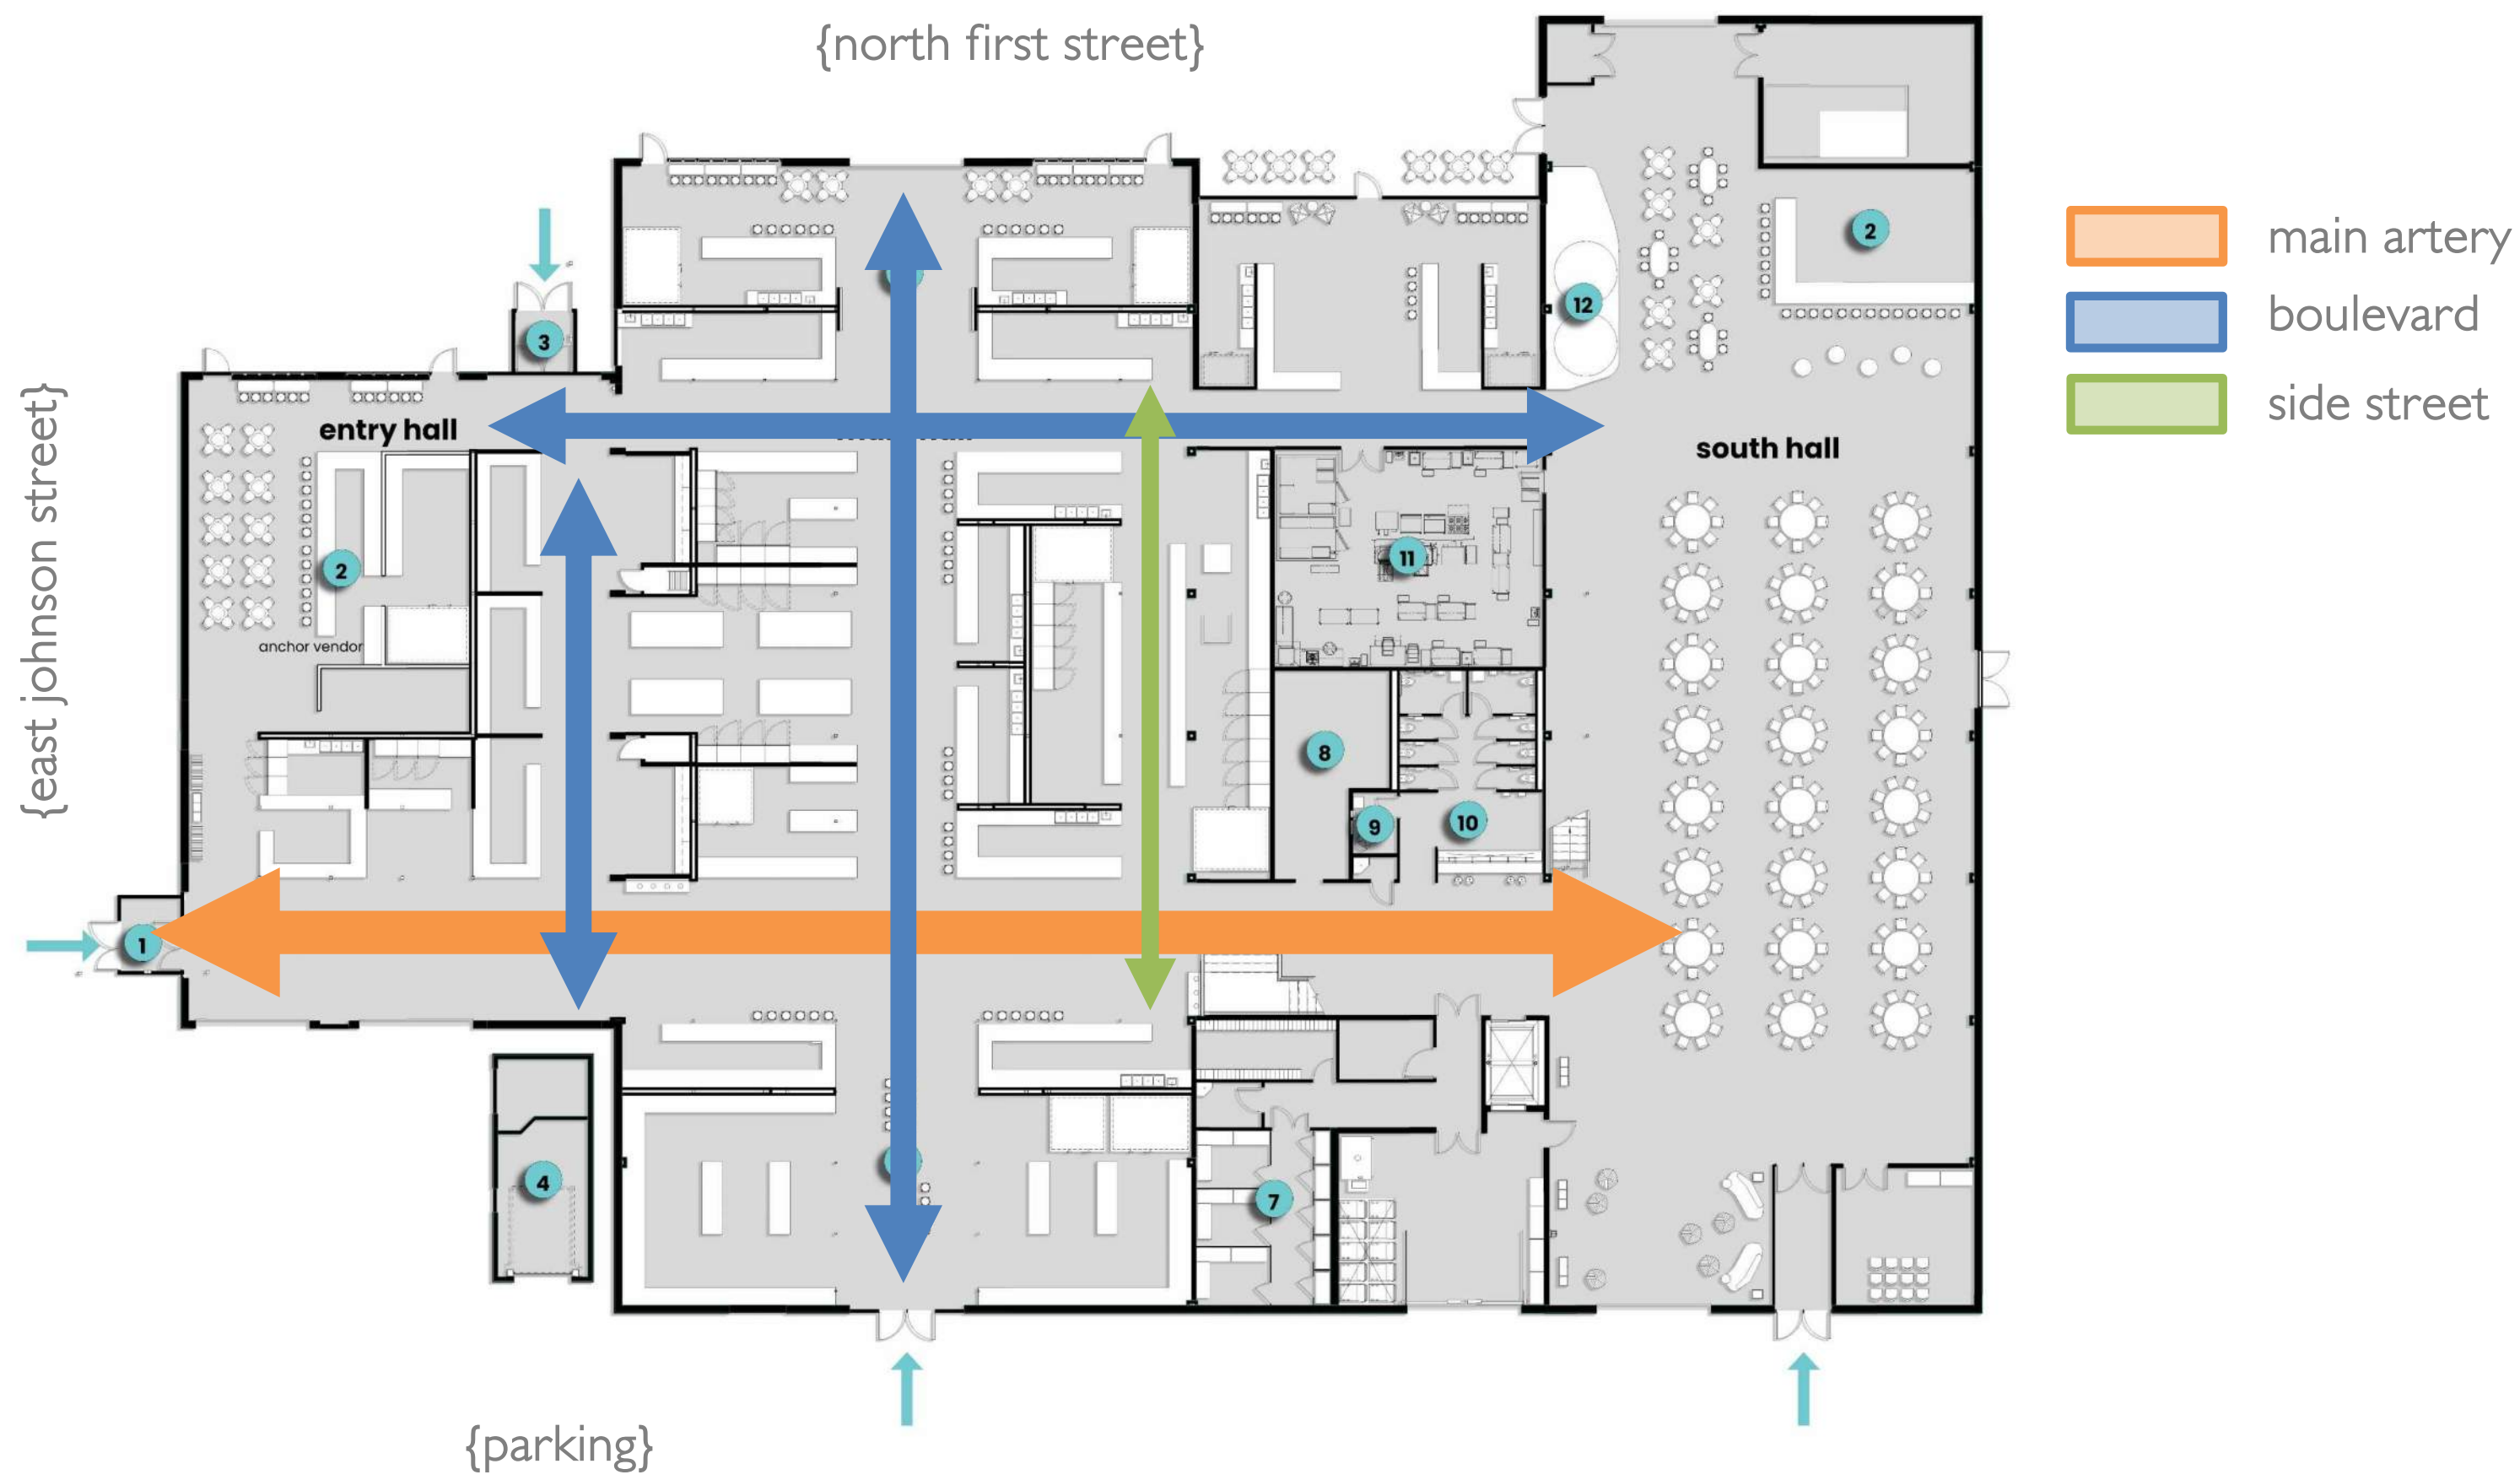 {north first street}
main artery
boulevard
side street
{east johnson street}
2
12
3
entry hall
south hall
2
11
anchor vendor
8
9
10
1
4
7
{parking}